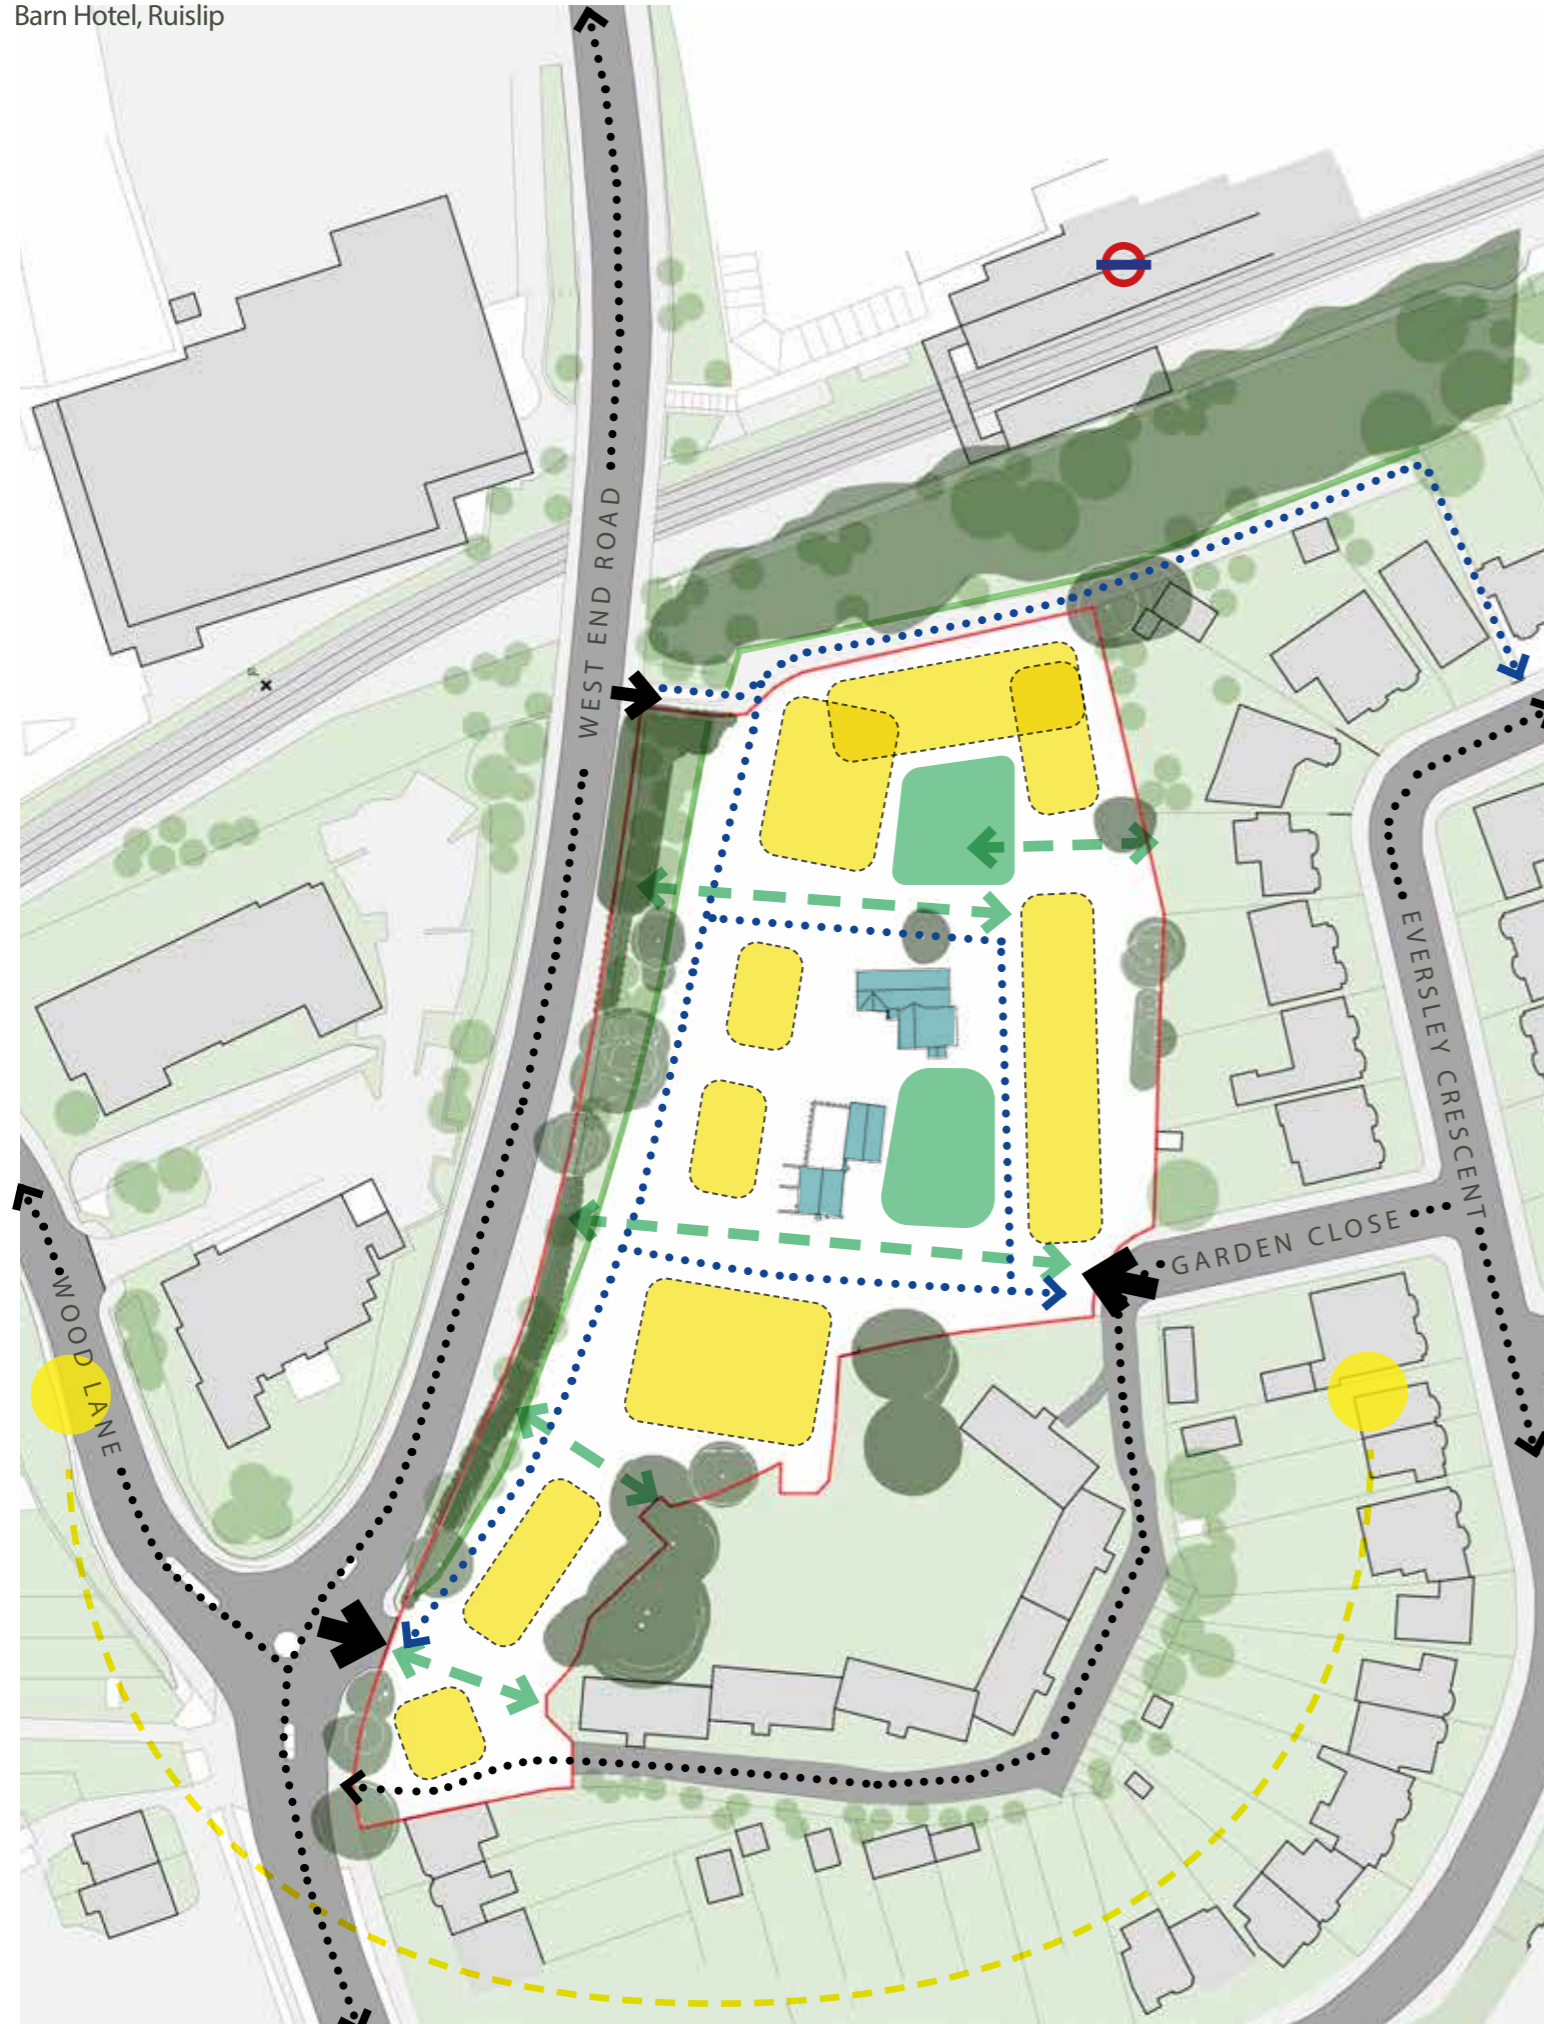 Barn Hotel, Ruislip
WEST END ROAD
EVERSLEY CRESCENT
GARDEN CLOSE
WOOD LANE